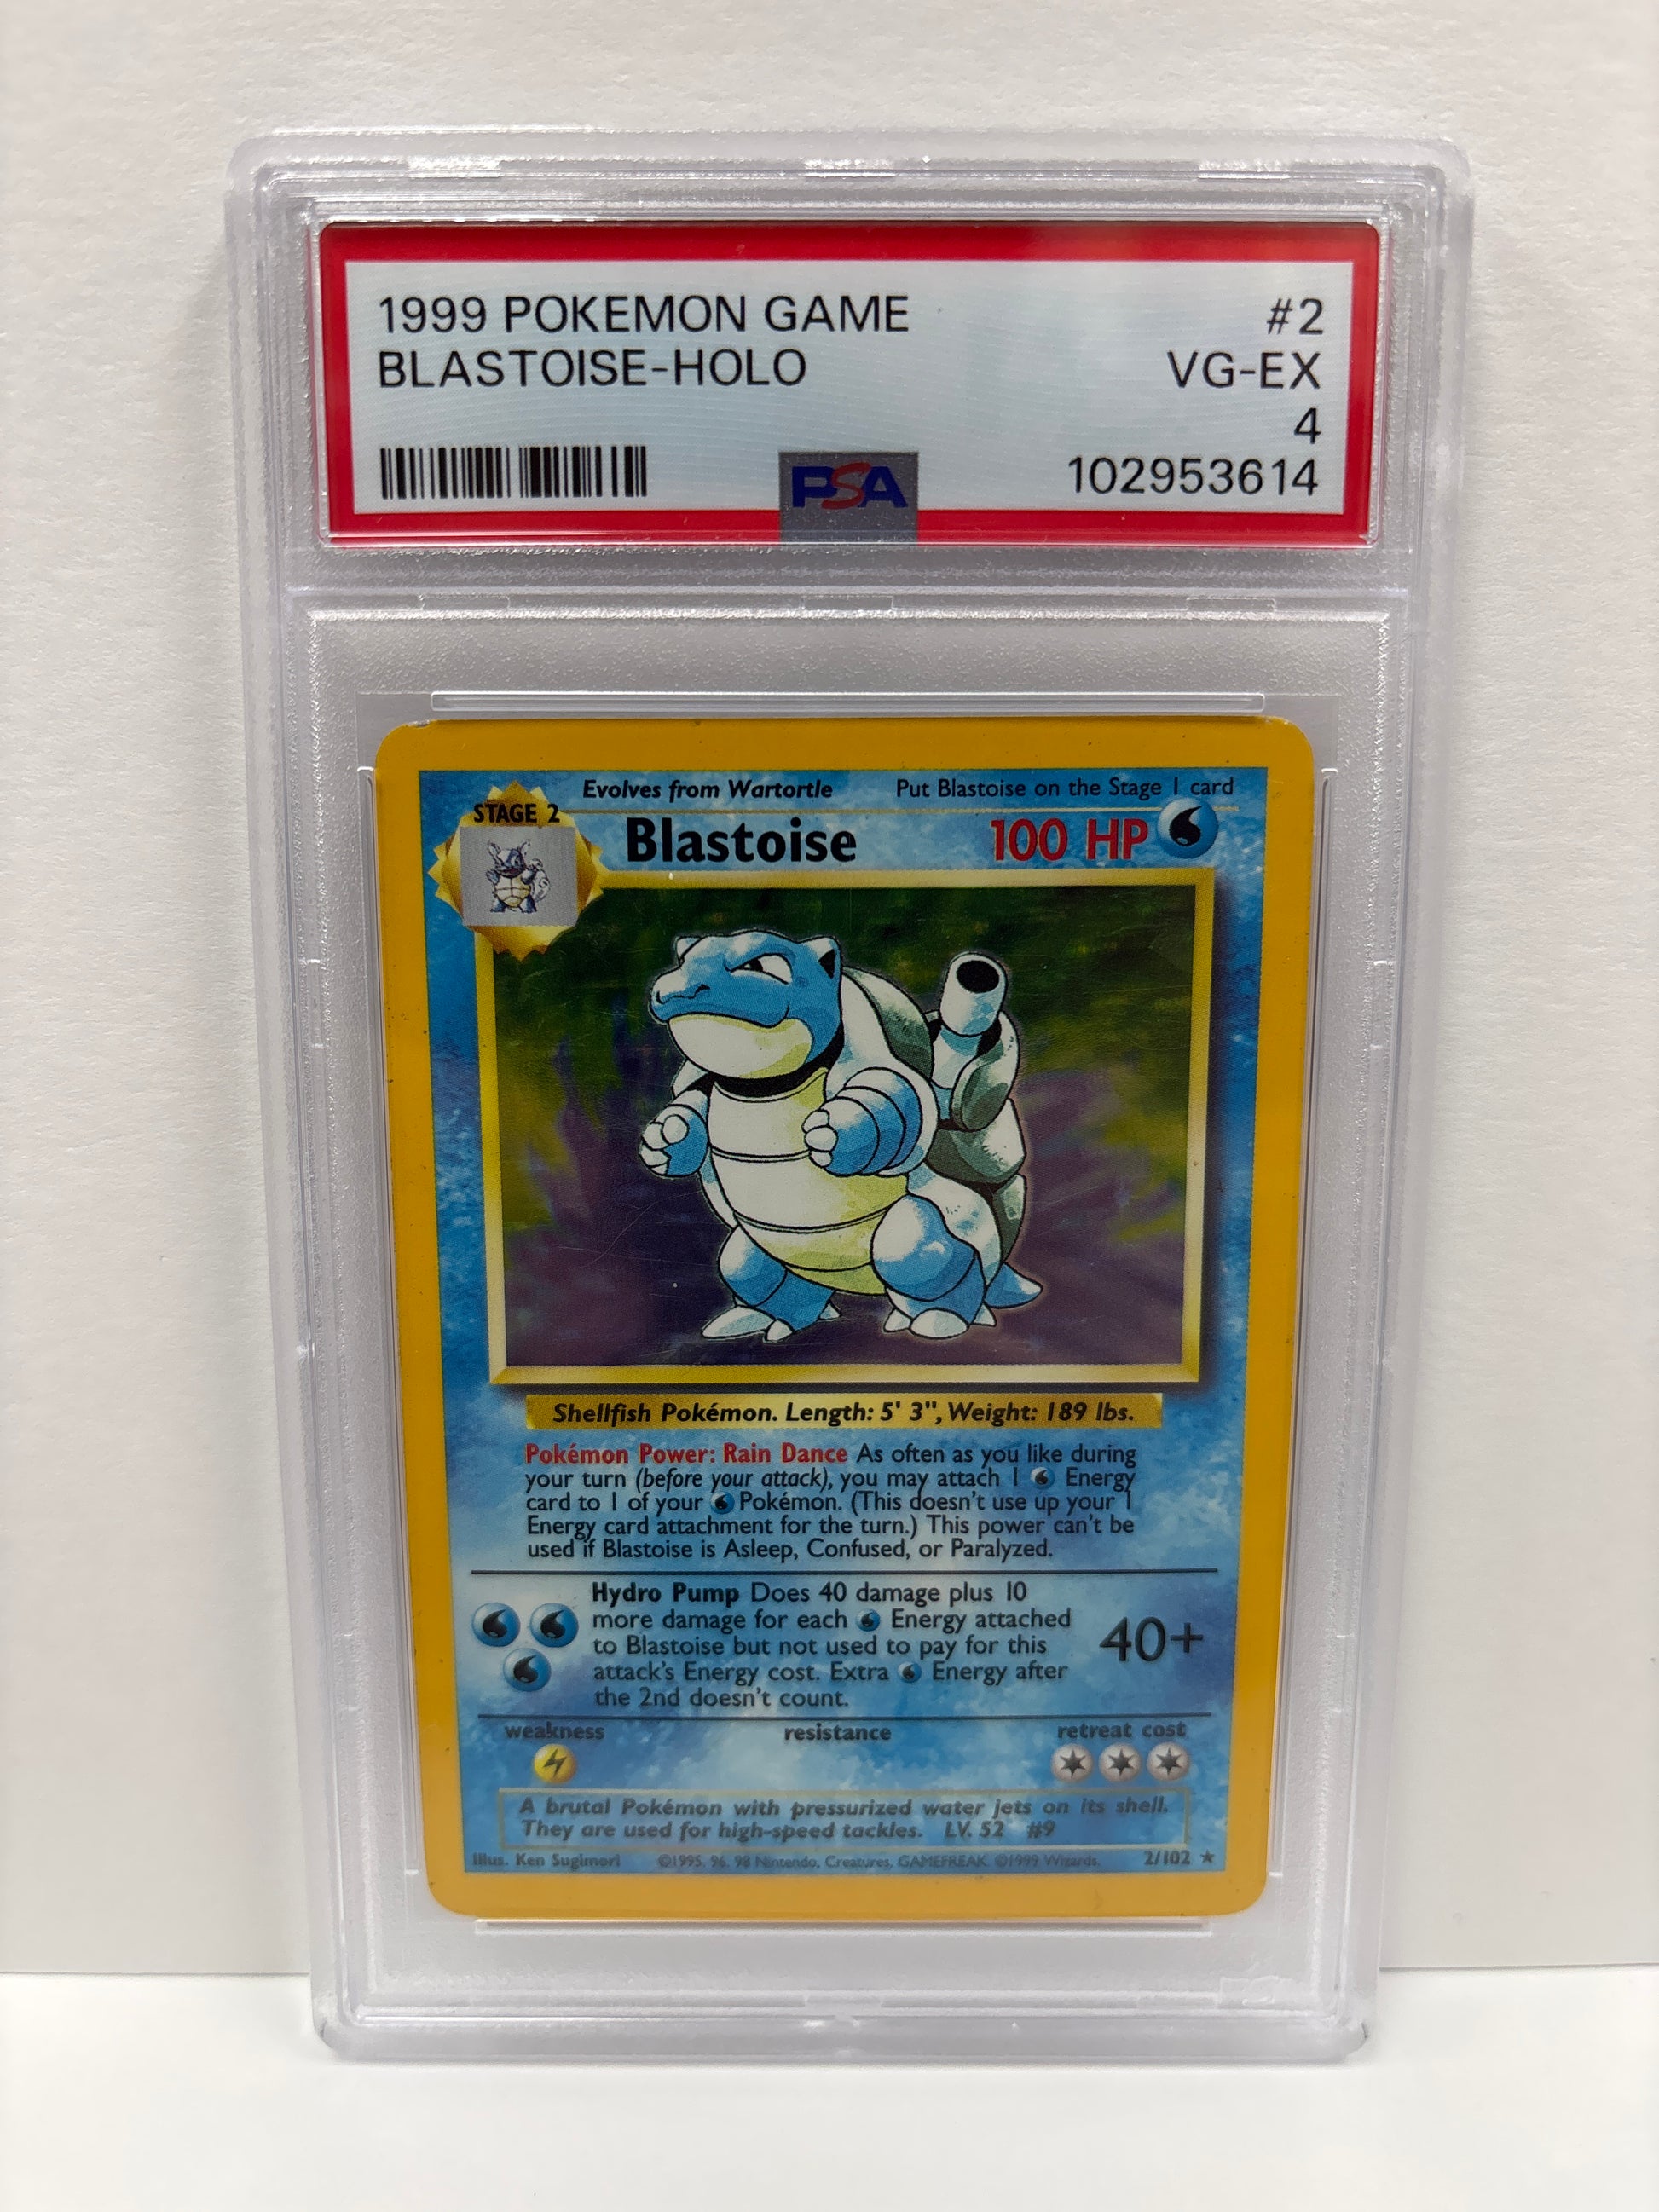 1999 POKEMON GAME #2
BLASTOISE-HOLO VG-EX
4
PSA 102953614
Evolves from Wartortle Put Blastoise on the Stage 1 card
STAGE 2
Blastoise 100 HP
Shellfish Pokémon. Length: 5' 3", Weight: 189 lbs.
Pokémon Power: Rain Dance As often as you like during
your turn (before your attack), you may attach 1 Energy
card to 1 of your Pokémon. (This doesn't use up your 1
Energy card attachment for the turn.) This power can't be
used if Blastoise is Asleep, Confused, or Paralyzed.
Hydro Pump Does 40 damage plus 10
more damage for each Energy attached
to Blastoise but not used to pay for this
attack's Energy cost. Extra Energy after
the 2nd doesn't count.
40+
weakness resistance retreat cost
A brutal Pokémon with pressurized water jets on its shell.
They are used for high-speed tackles. LV. 52 #9
Illus. Ken Sugimori ©1995, 96, 98 Nintendo, Creatures, GAMEFREAK. ©1999 Wizards. 2/102 ★